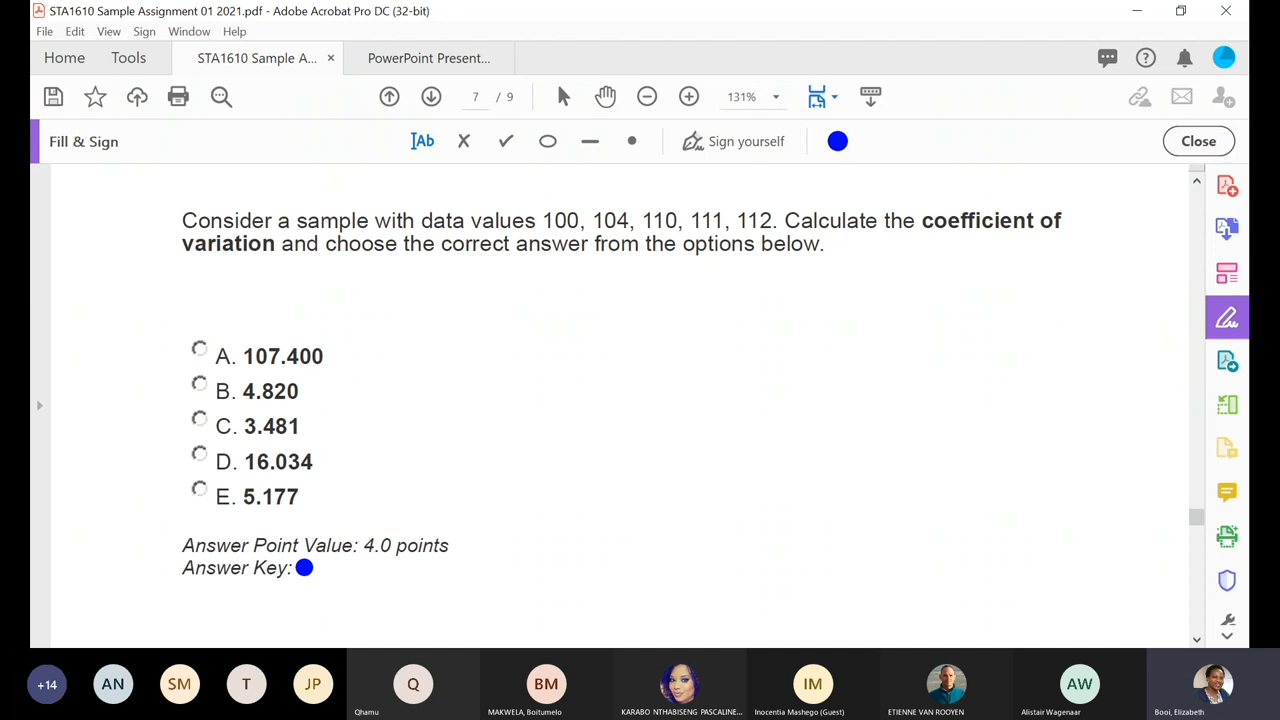 STA1610 Sample Assignment 01 2021.pdf - Adobe Acrobat Pro DC (32-bit)
File Edit View Sign Window Help
Home Tools STA1610 Sample A... × PowerPoint Present...
7 / 9 131%
Fill & Sign Ab Sign yourself Close
Consider a sample with data values 100, 104, 110, 111, 112. Calculate the coefficient of
variation and choose the correct answer from the options below.
A. 107.400
B. 4.820
C. 3.481
D. 16.034
E. 5.177
Answer Point Value: 4.0 points
Answer Key:
+14 AN SM T JP Q BM IM AW
Qhamu MAKWELA, Boitumelo KARABO NTHABISENG PASCALINE... Inocentia Mashego (Guest) ETIENNE VAN ROOYEN Alistair Wagenaar Booi, Elizabeth